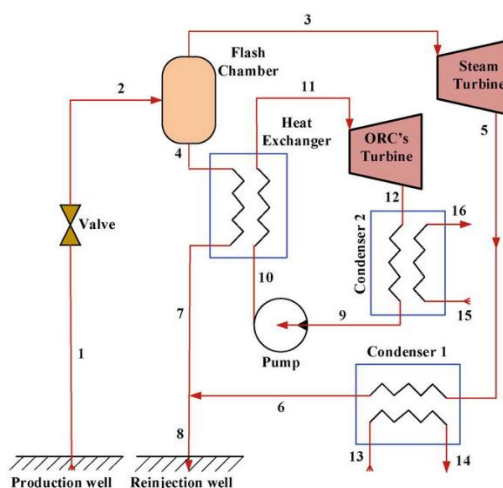 3
Flash
Chamber
Steam
Turbine
2
11
5
4
Heat
Exchanger
ORC's
Turbine
12
Valve
16
Condenser 2
10
7
9
15
Pump
1
Condenser 1
6
8
13
14
Production well
Reinjection well